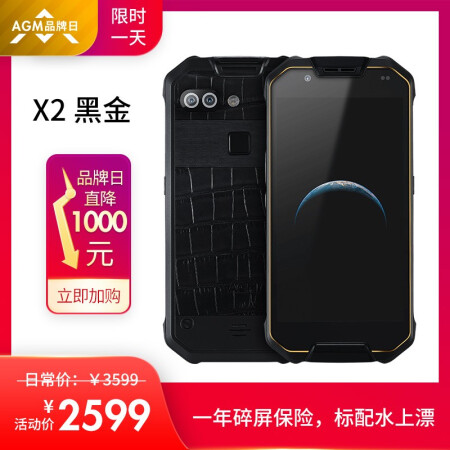 AGM品牌日
限时
一天
X2 黑金
品牌日
直降
1000
元
立即加购
日常价：￥3599
￥2599
活动价
一年碎屏保险，标配水上漂